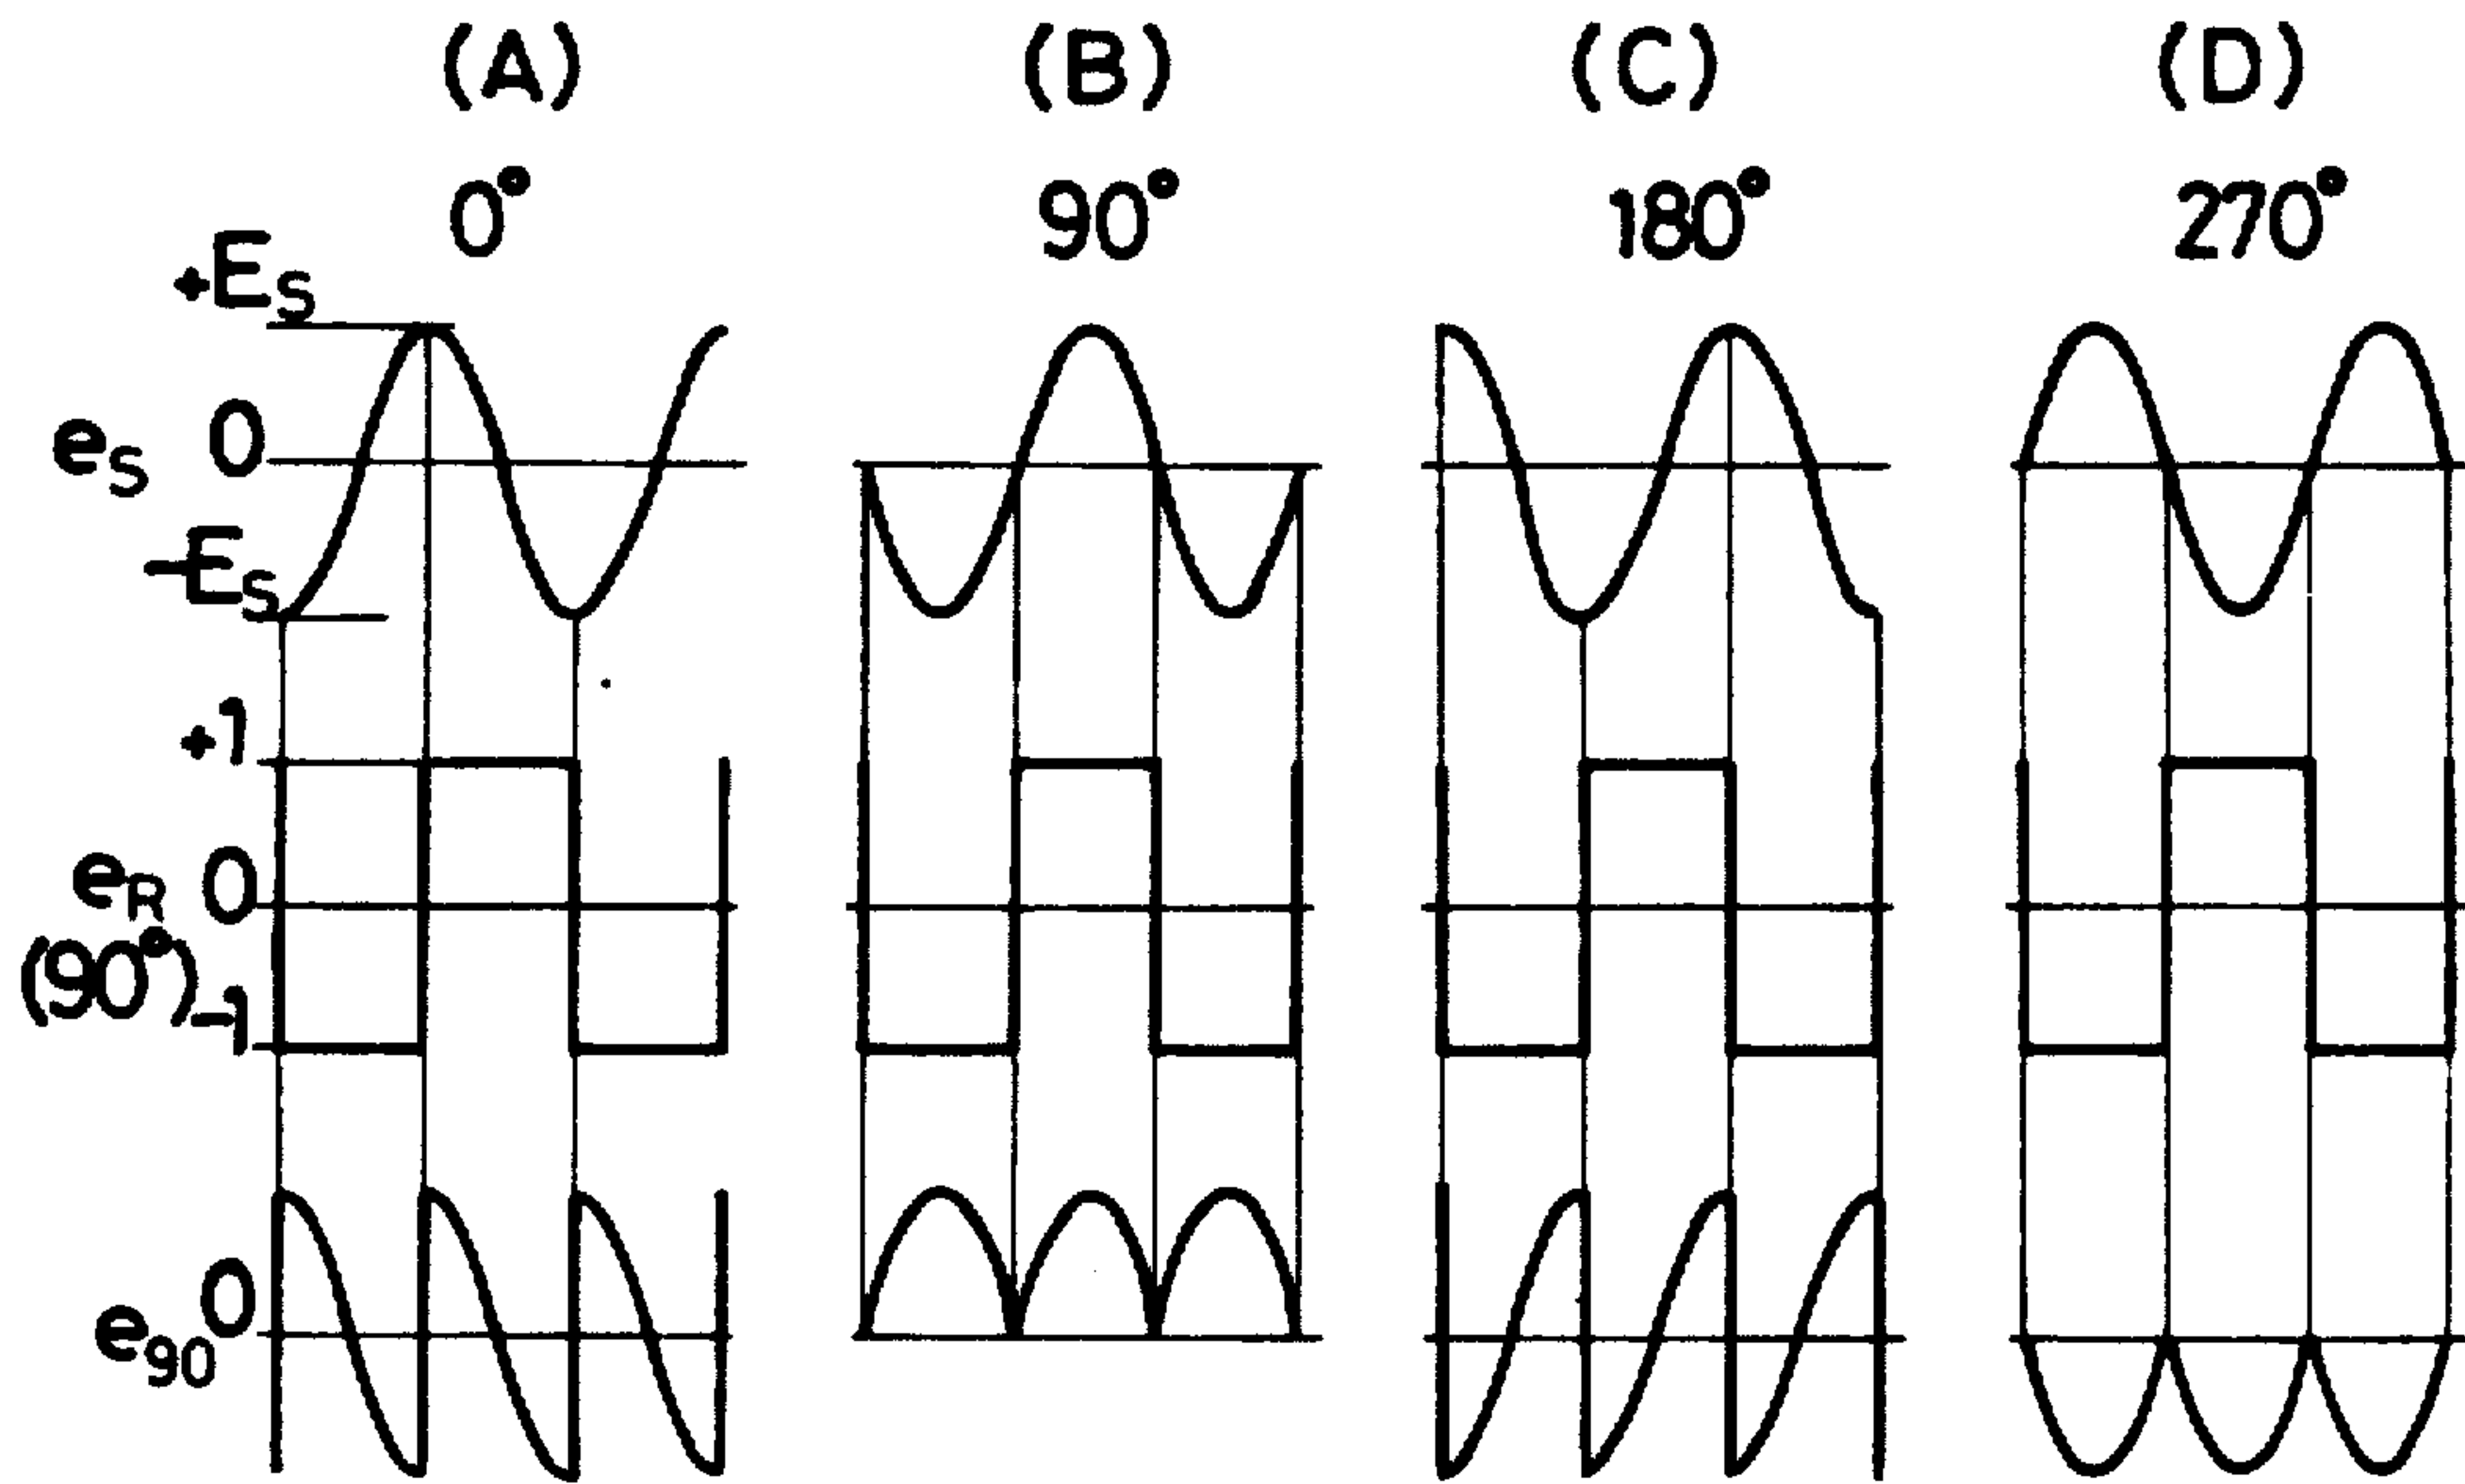 (A) (B) (C) (D)
0° 90° 180° 270°
+ES
eS 0
-ES
+1
eR 0
(90°) -1
0
e90